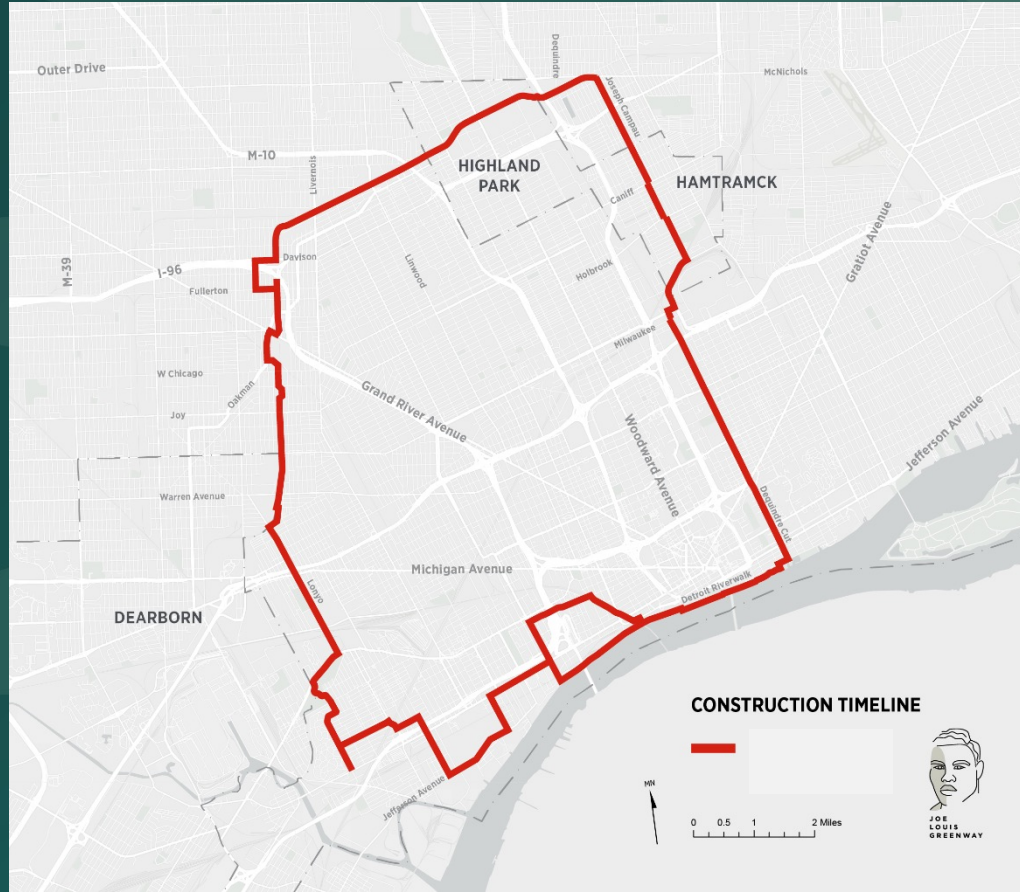 Outer Drive
Dequindre
McNichols
Joseph Campau
M-10
Livernois
HIGHLAND
PARK
HAMTRAMCK
Caniff
Gratiot Avenue
M-39
I-96
Davison
Linwood
Holbrook
Fullerton
Milwaukee
W Chicago
Oakman
Grand River Avenue
Joy
Woodward Avenue
Jefferson Avenue
Warren Avenue
Dequindre Cut
Michigan Avenue
Lonyo
Detroit Riverwalk
DEARBORN
CONSTRUCTION TIMELINE
Jefferson Avenue
MN
0 0.5 1 2 Miles
JOE
LOUIS
GREENWAY